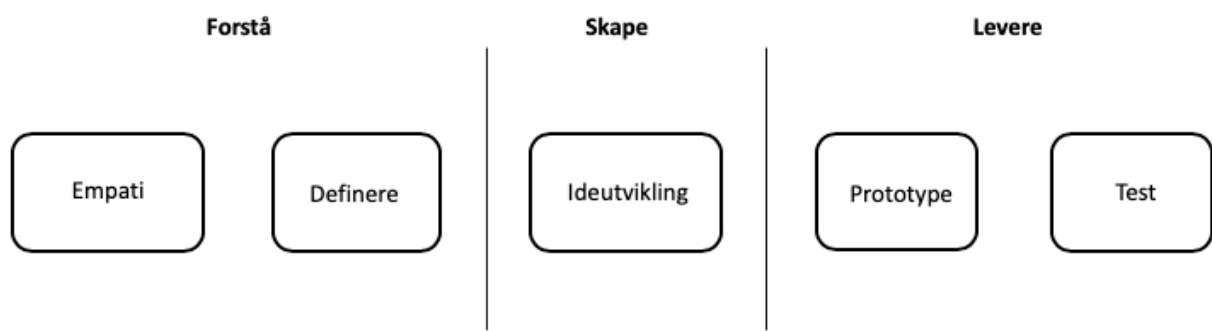 Forstå
Skape
Levere
Empati
Definere
Ideutvikling
Prototype
Test